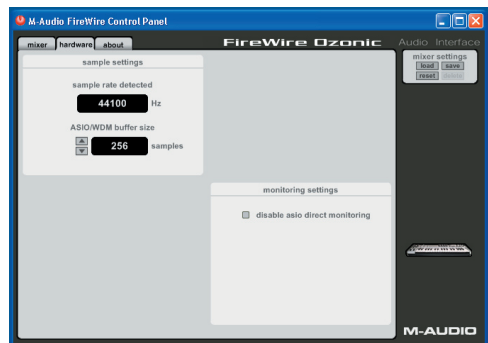 M-Audio FireWire Control Panel
mixer hardware about
FireWire Ozonic Audio Interface
sample settings
sample rate detected
44100 Hz
ASIO/WDM buffer size
256 samples
mixer settings
load save
reset delete
monitoring settings
disable asio direct monitoring
M-AUDIO